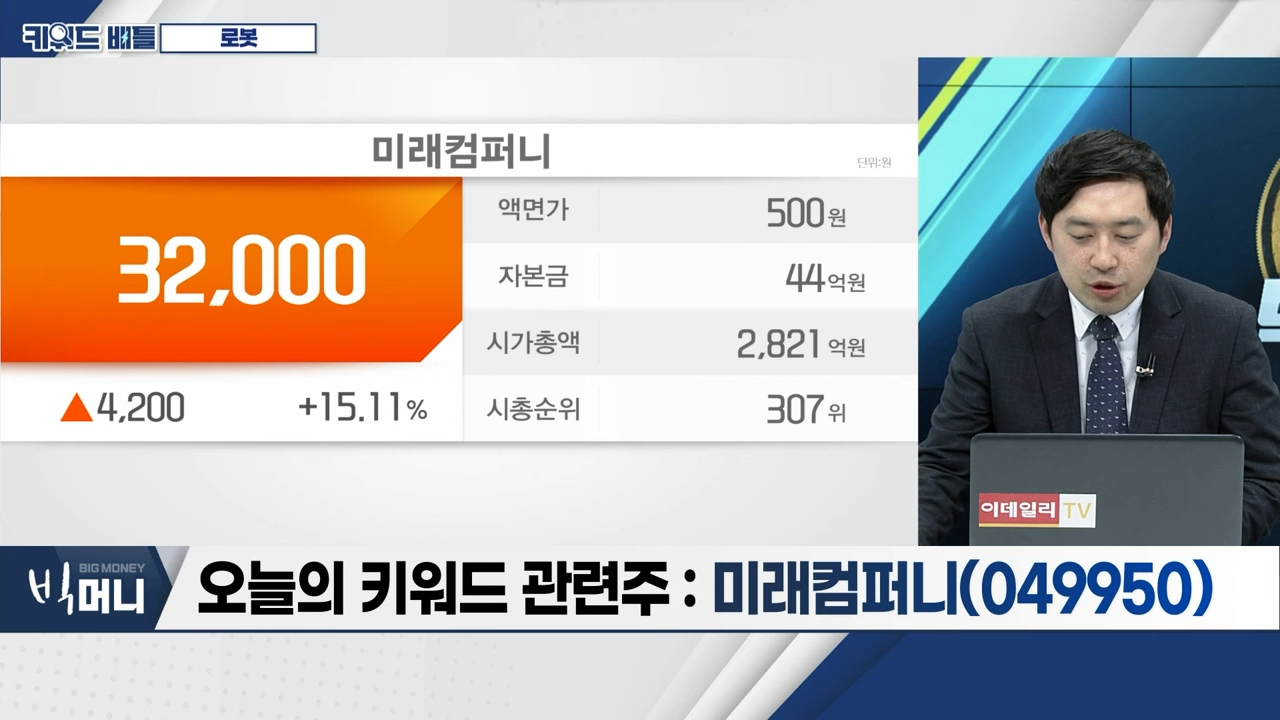 키워드 배틀 로봇
미래컴퍼니
단위:원
32,000
▲4,200 +15.11%
액면가 500원
자본금 44억원
시가총액 2,821억원
시총순위 307위
이데일리TV
BIG MONEY
빅머니
오늘의 키워드 관련주 : 미래컴퍼니(049950)